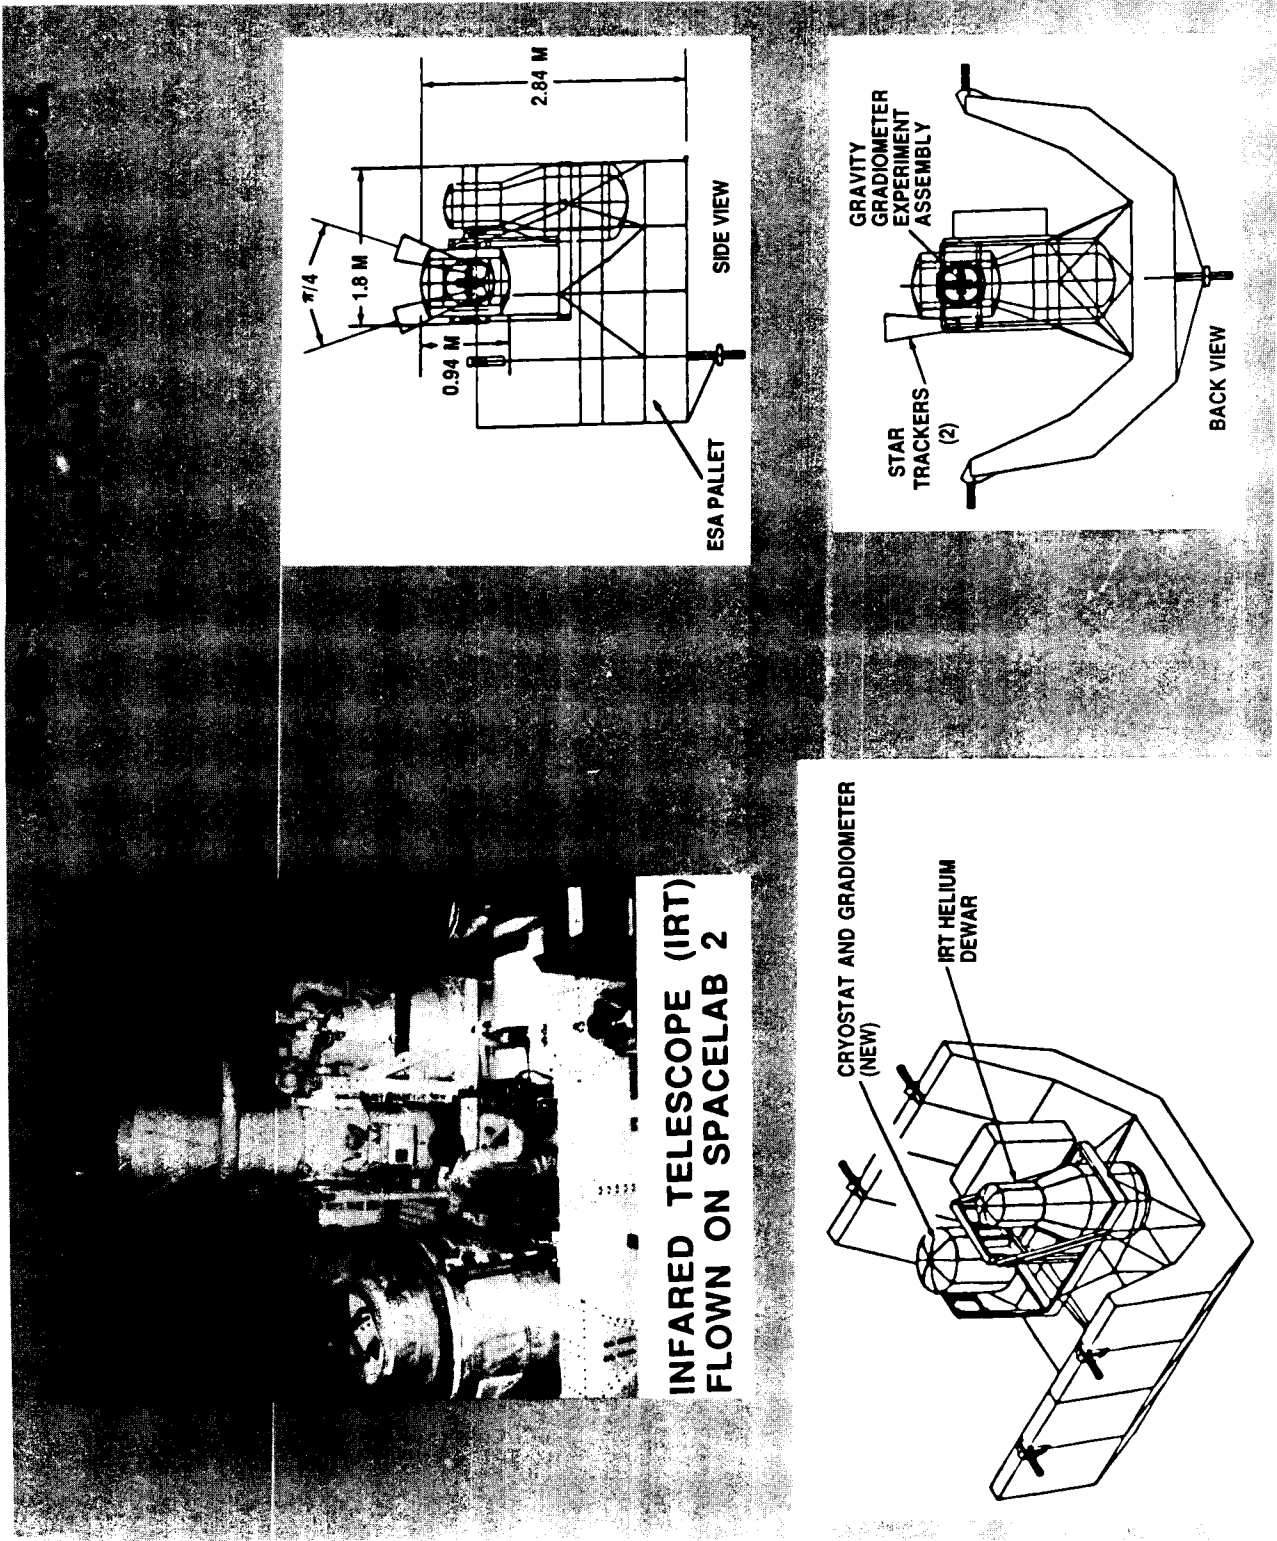 INFARED TELESCOPE (IRT)
FLOWN ON SPACELAB 2
π/4
1.8 M
0.94 M
2.84 M
ESA PALLET
SIDE VIEW
CRYOSTAT AND GRADIOMETER
(NEW)
IRT HELIUM
DEWAR
GRAVITY
GRADIOMETER
EXPERIMENT
ASSEMBLY
STAR
TRACKERS
(2)
BACK VIEW